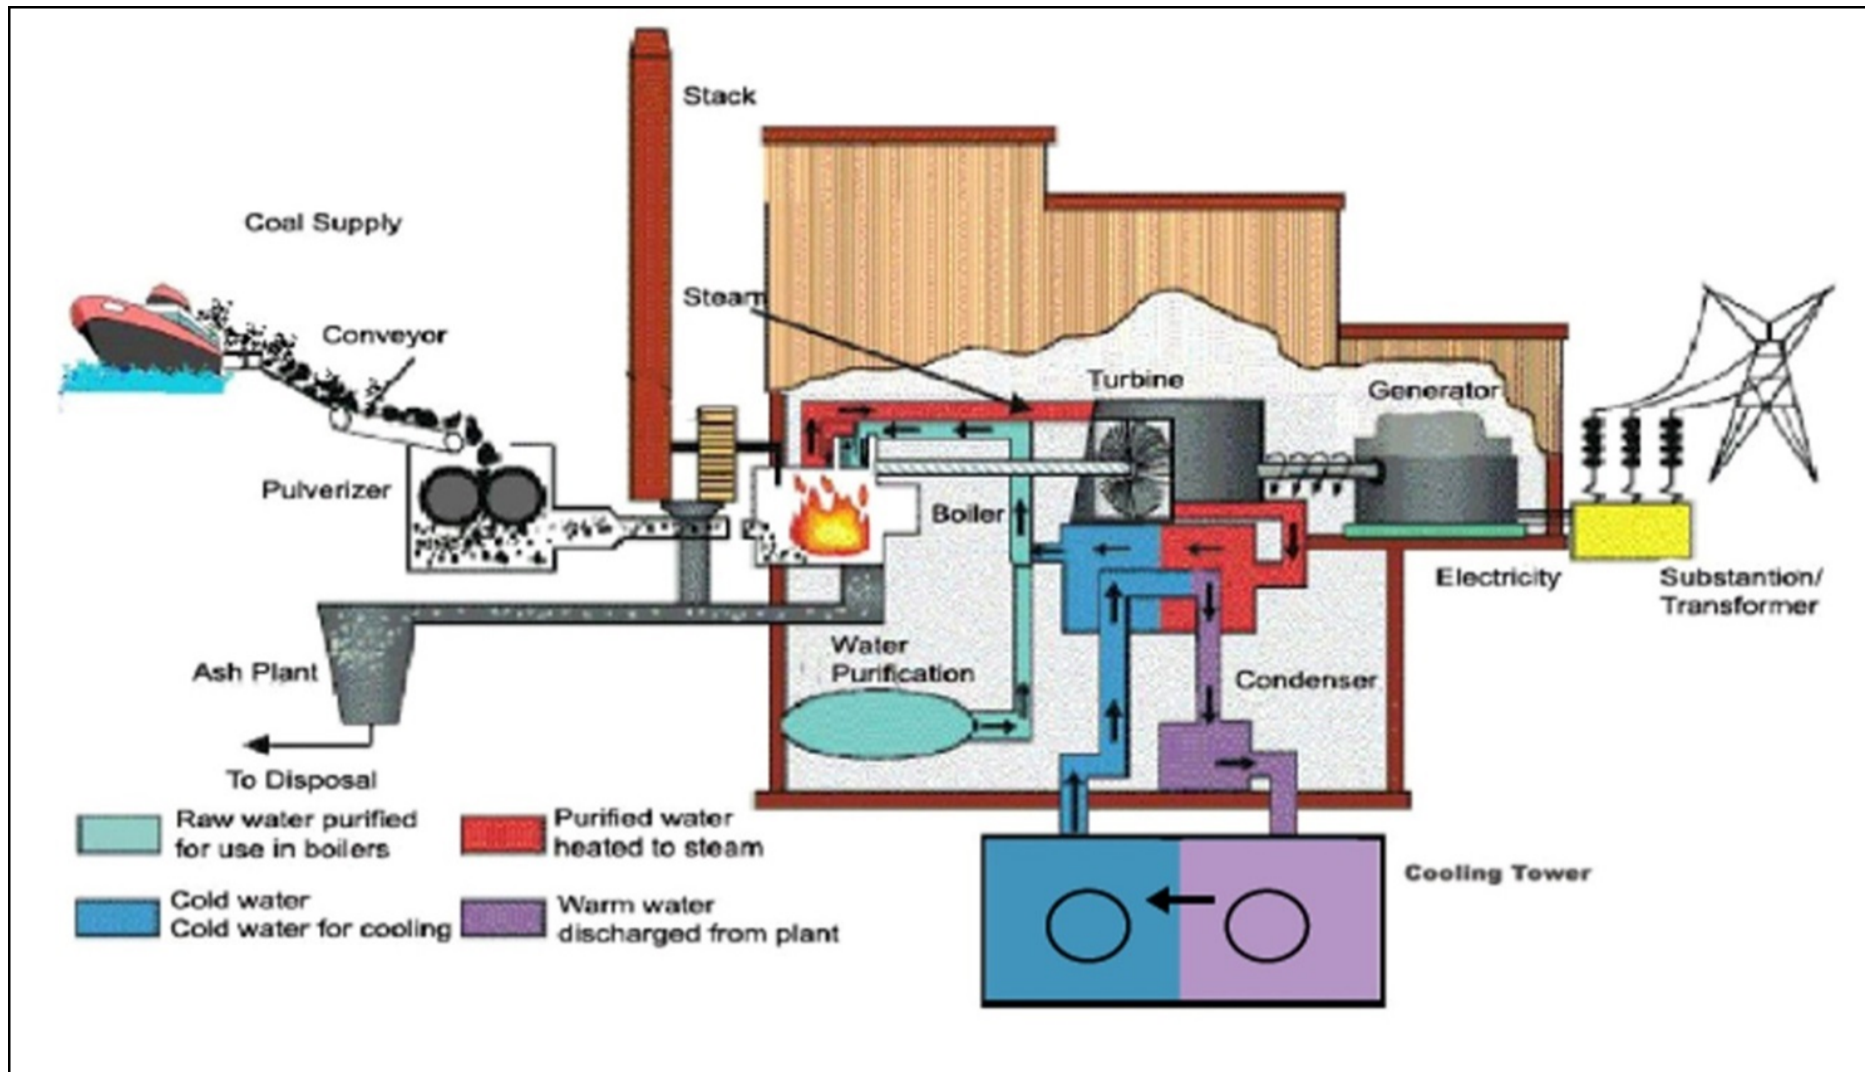 Stack
Coal Supply
Steam
Conveyor
Turbine
Generator
Pulverizer
Boiler
Electricity
Substantion/
Transformer
Water
Purification
Ash Plant
Condenser
To Disposal
Raw water purified
for use in boilers
Purified water
heated to steam
Cold water
Cold water for cooling
Warm water
discharged from plant
Cooling Tower